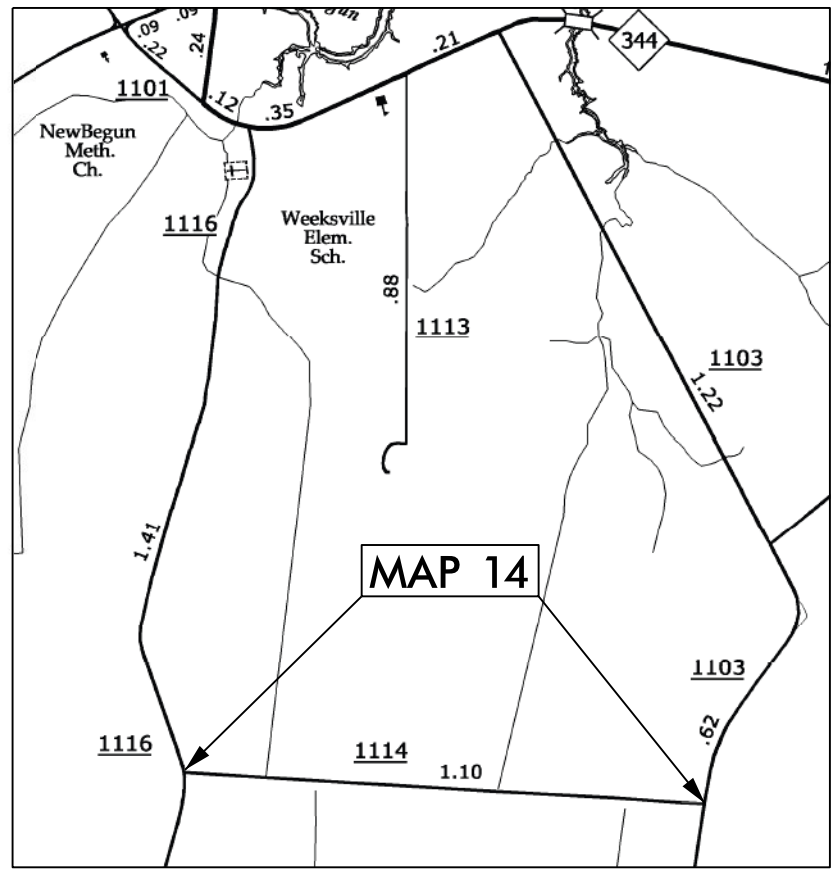 .09
.09
.22
.24
gun
.21
344
1101
.12
.35
NewBegun
Meth.
Ch.
1116
Weeksville
Elem.
Sch.
.88
1113
1103
1.22
1.41
MAP 14
1103
.62
1116
1114
1.10